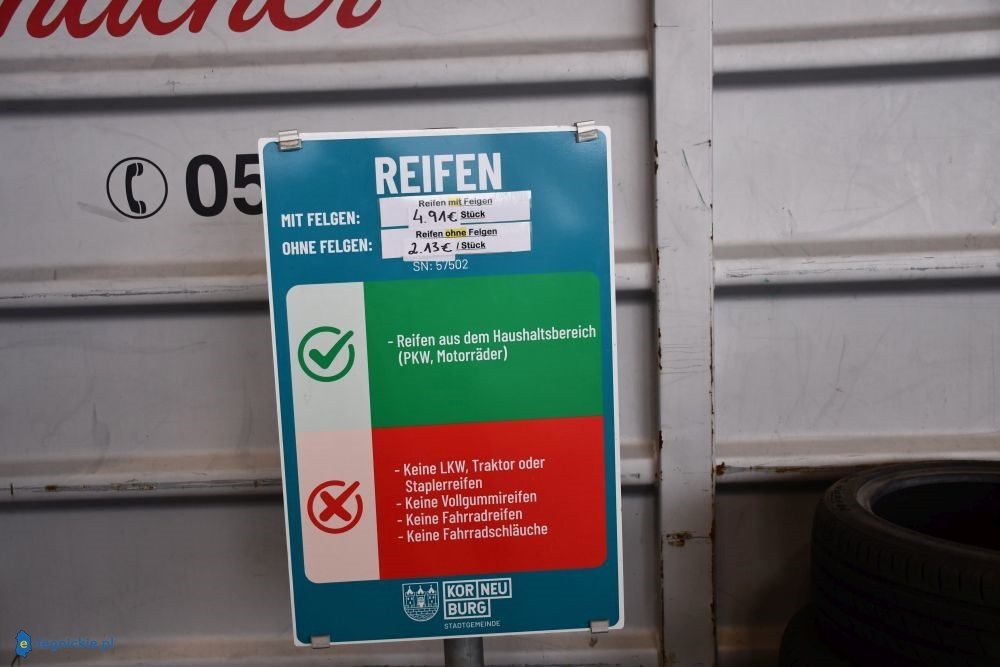 05
REIFEN
MIT FELGEN:
Reifen mit Felgen
4.91€ Stück
OHNE FELGEN:
Reifen ohne Felgen
2.13€ /Stück
SN: 57502
- Reifen aus dem Haushaltsbereich
(PKW, Motorräder)
- Keine LKW, Traktor oder
Staplerreifen
- Keine Vollgummireifen
- Keine Fahrradreifen
- Keine Fahrradschläuche
KOR NEU
BURG
STADTGEMEINDE